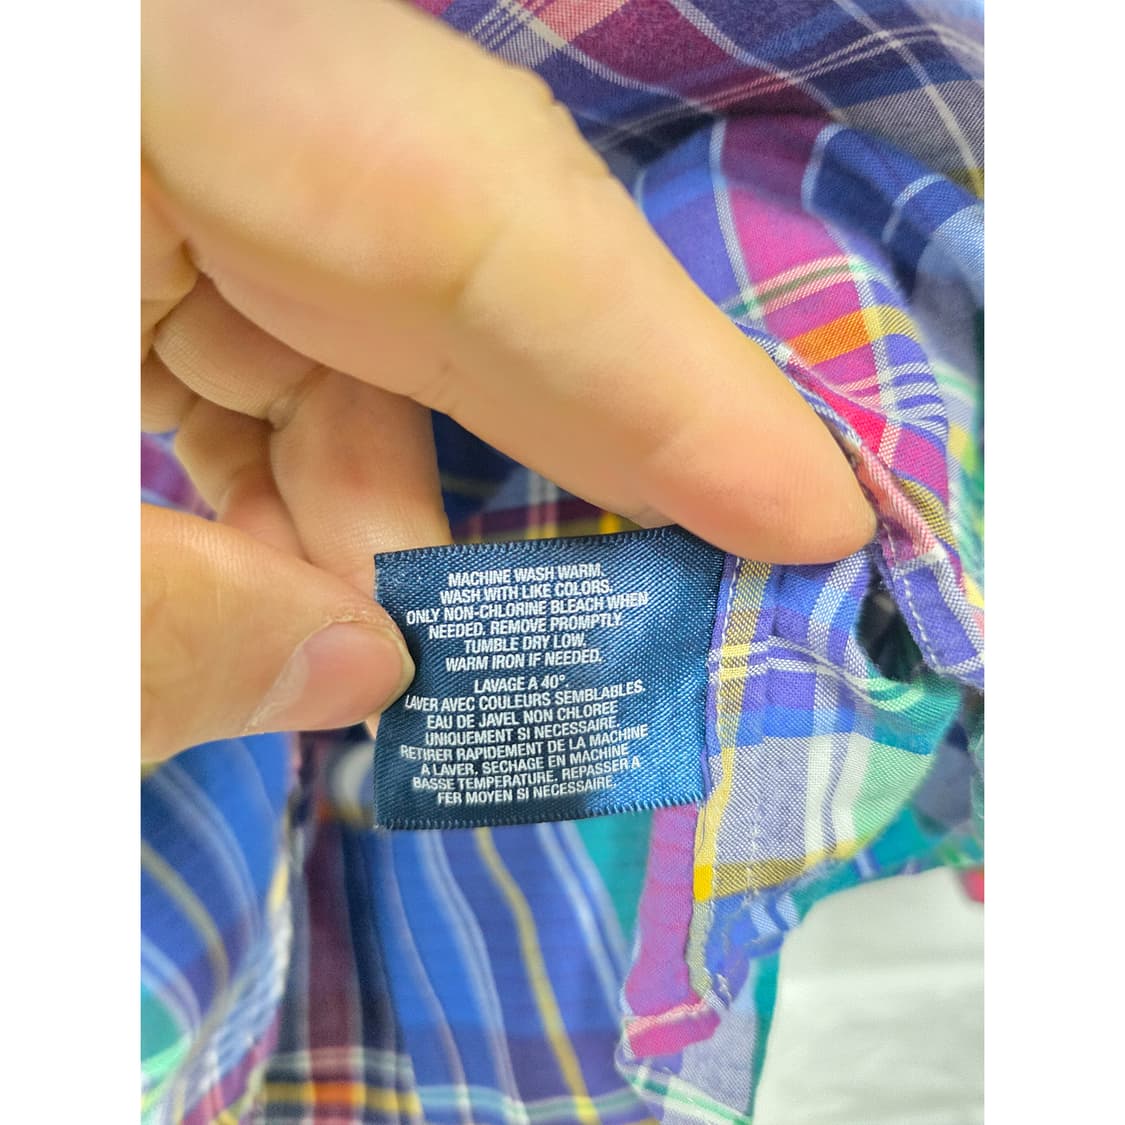 MACHINE WASH WARM.
WASH WITH LIKE COLORS.
ONLY NON-CHLORINE BLEACH WHEN
NEEDED. REMOVE PROMPTLY.
TUMBLE DRY LOW.
WARM IRON IF NEEDED.
LAVAGE A 40°
LAVER AVEC COULEURS SEMBLABLES.
EAU DE JAVEL NON CHLOREE
UNIQUEMENT SI NECESSAIRE.
RETIRER RAPIDEMENT DE LA MACHINE
A LAVER. SECHAGE EN MACHINE
BASSE TEMPERATURE. REPASSER A
FER MOYEN SI NECESSAIRE.